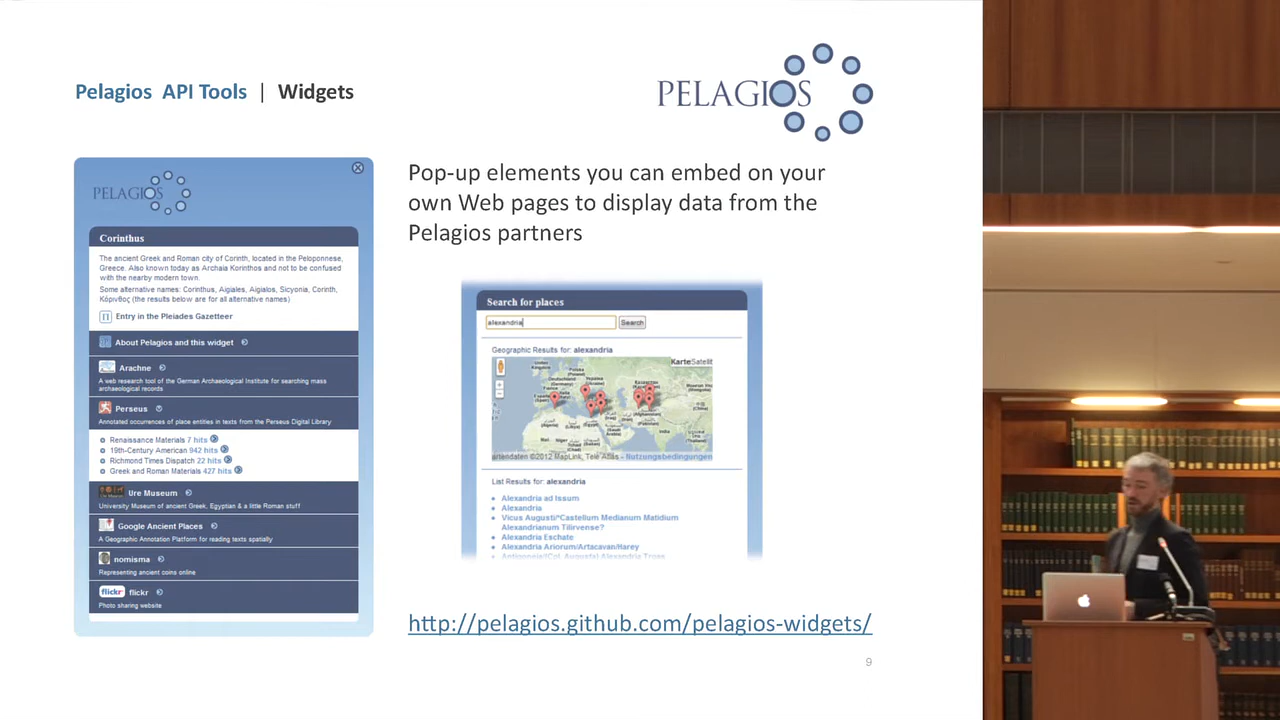 Pelagios API Tools | Widgets
PELAGIOS
PELAGIOS
Corinthus
The ancient Greek and Roman city of Corinth, located in the Peloponnese,
Greece. Also known today as Archaia Korinthos and not to be confused
with the nearby modern town.
Some alternative names: Corinthus, Aigiales, Aigialos, Sicyonia, Corinth,
Κόρινθος (the results below are for all alternative names)
Entry in the Pleiades Gazetteer
About Pelagios and this widget
Arachne
A web research tool of the German Archaeological Institute for searching mass
archaeological records
Perseus
Annotated occurrences of place entities in texts from the Perseus Digital Library
Renaissance Materials 7 hits
19th-Century American 942 hits
Richmond Times Dispatch 22 hits
Greek and Roman Materials 427 hits
Ure Museum
University Museum of ancient Greek, Egyptian & a little Roman stuff
Google Ancient Places
A Geographic Annotation Platform for reading texts spatially
nomisma
Representing ancient coins online
flickr flickr
Photo sharing website
Pop-up elements you can embed on your
own Web pages to display data from the
Pelagios partners
Search for places
alexandria Search
Geographic Results for: alexandria
Karte Satellit
artendaten ©2012 MapLink, Tele Atlas - Nutzungsbedingungen
List Results for: alexandria
Alexandria ad Issum
Alexandria
Vicus Augusti/*Castellum Medianum Matidium
Alexandrianum Tilirvense?
Alexandria Eschate
Alexandria Ariorum/Artacavan/Harey
http://pelagios.github.com/pelagios-widgets/
9